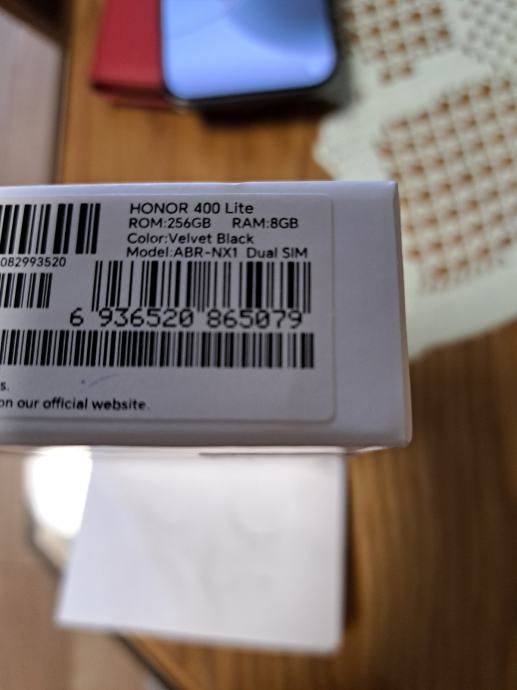 HONOR 400 Lite
ROM:256GB RAM:8GB
Color:Velvet Black
Model:ABR-NX1 Dual SIM
082993520
6 936520 865079
s.
on our official website.